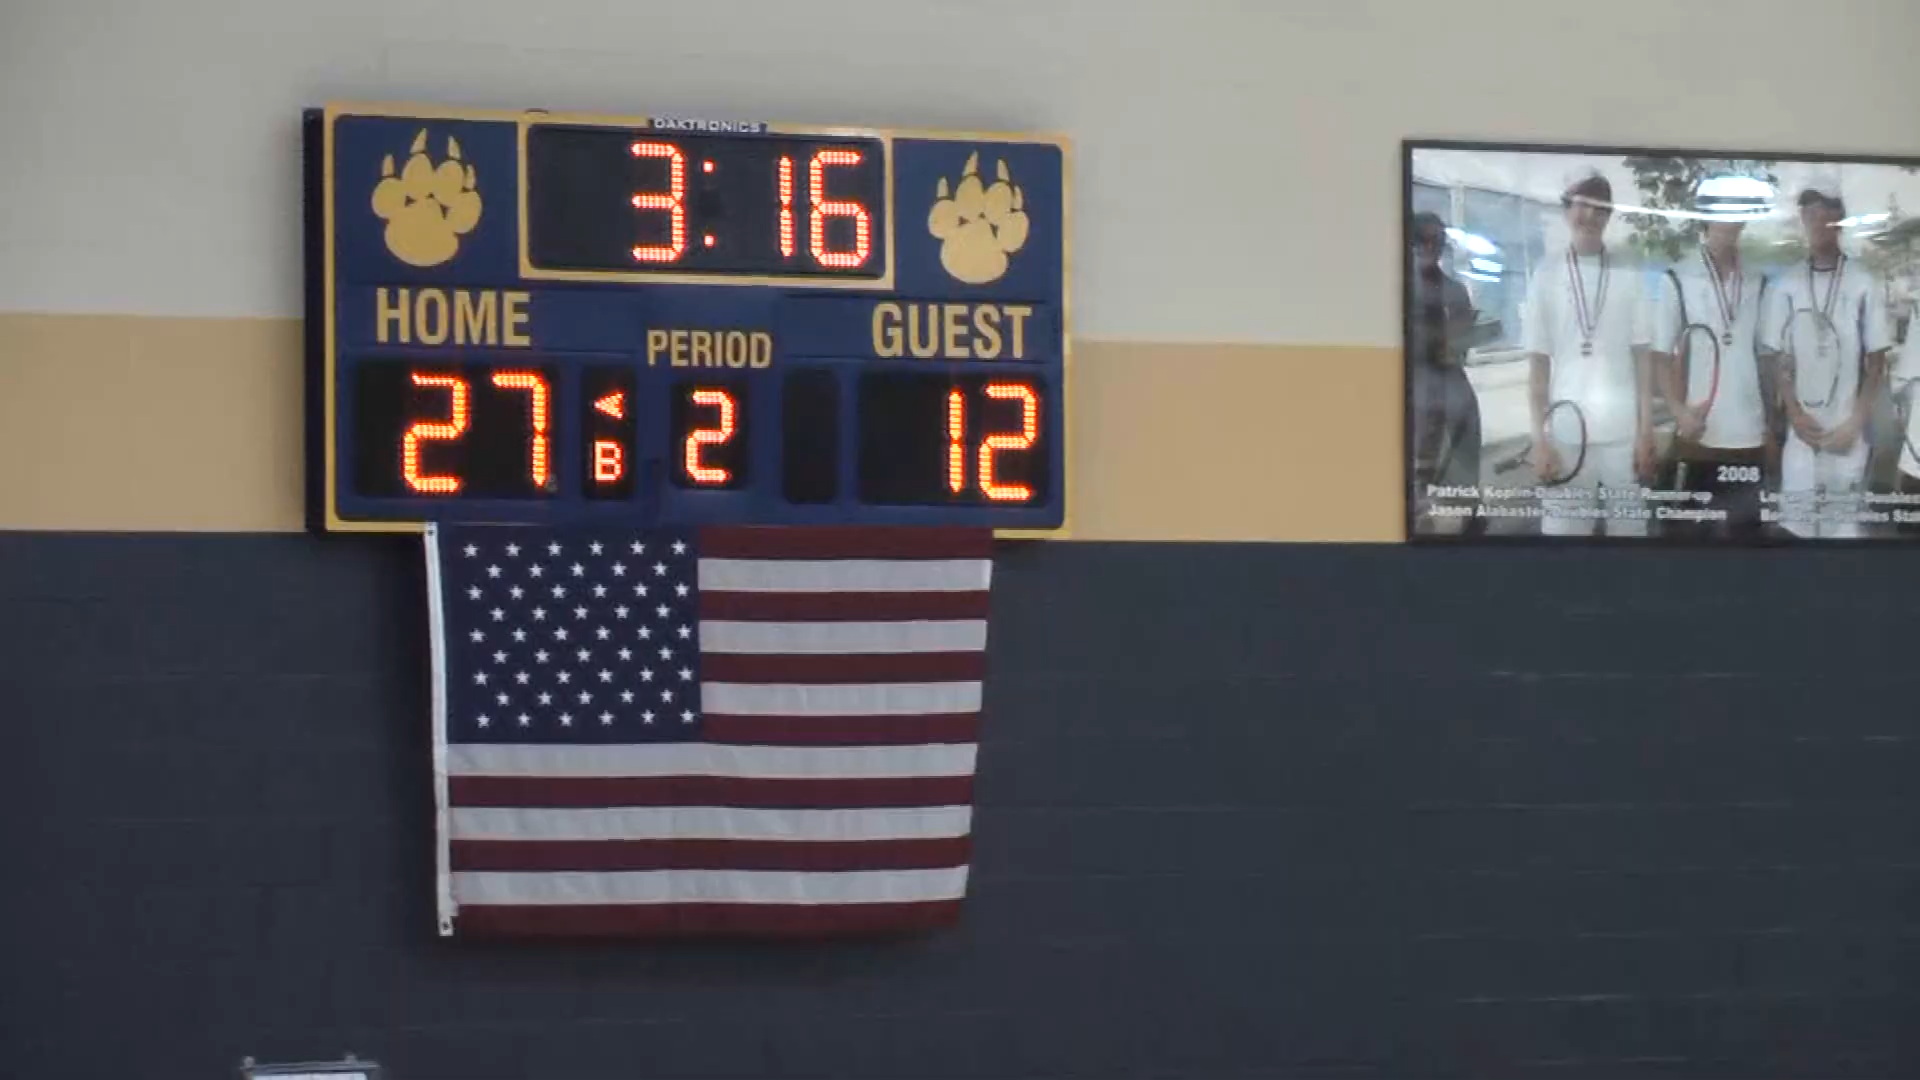 DAKTRONICS
3:16
HOME
PERIOD
GUEST
27
B
2
12
2008
Patrick Koplin-Doubles State Runner-up
Jason Alabaster-Doubles State Champion